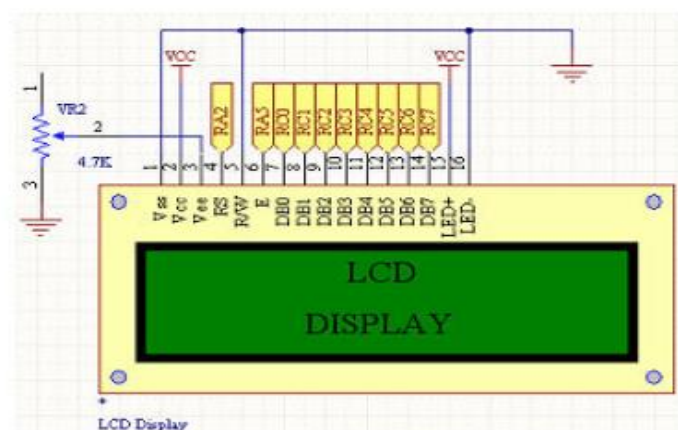 VCC VCC
1
VR2
2
4.7K
3
RA2 RA5 RC0 RC1 RC2 RC3 RC4 RC5 RC6 RC7
1 2 3 4 5 6 7 8 9 10 11 12 13 14 15 16
Vss Vcc Vee RS R/W E DB0 DB1 DB2 DB3 DB4 DB5 DB6 DB7 LED+ LED-
LCD
DISPLAY
LCD Display